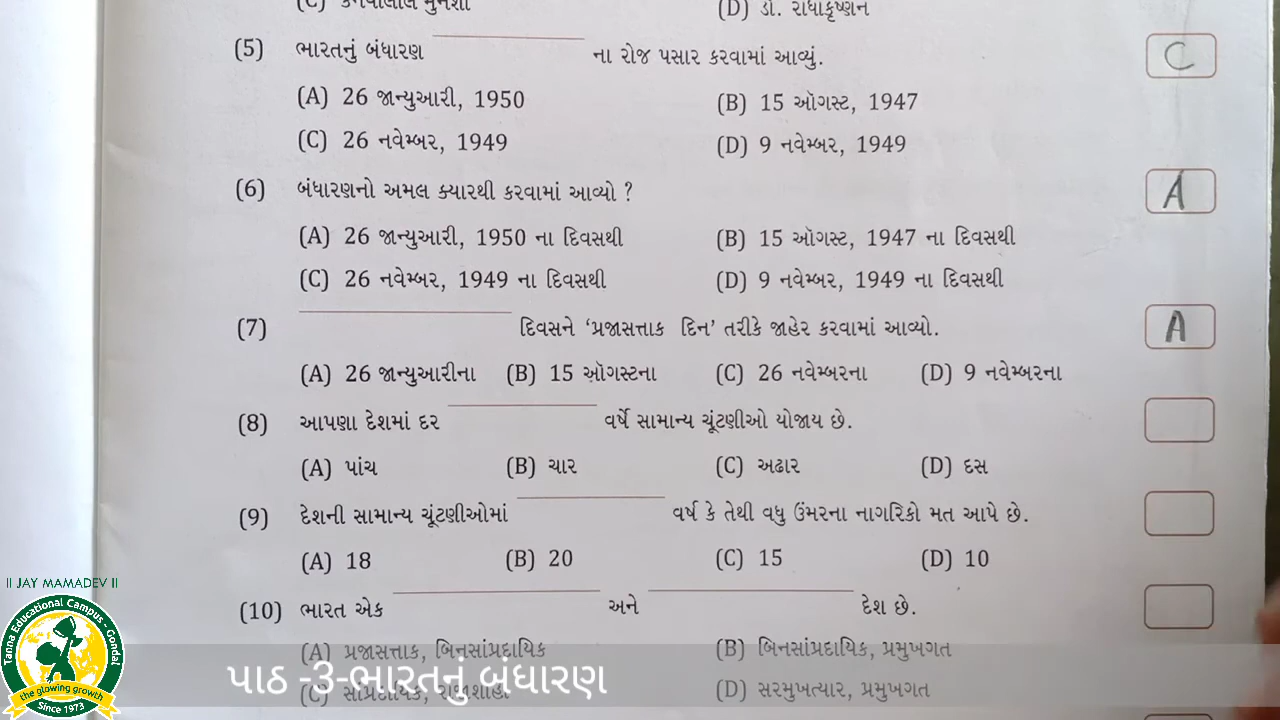 (C) કનૈયાલાલ મુનશી (D) ડૉ. રાધાકૃષ્ણન
(5) ભારતનું બંધારણ ના રોજ પસાર કરવામાં આવ્યું. C
(A) 26 જાન્યુઆરી, 1950 (B) 15 ઑગસ્ટ, 1947
(C) 26 નવેમ્બર, 1949 (D) 9 નવેમ્બર, 1949
(6) બંધારણનો અમલ ક્યારથી કરવામાં આવ્યો ? A
(A) 26 જાન્યુઆરી, 1950 ના દિવસથી (B) 15 ઑગસ્ટ, 1947 ના દિવસથી
(C) 26 નવેમ્બર, 1949 ના દિવસથી (D) 9 નવેમ્બર, 1949 ના દિવસથી
(7) દિવસને ‘પ્રજાસત્તાક દિન’ તરીકે જાહેર કરવામાં આવ્યો. A
(A) 26 જાન્યુઆરીના (B) 15 ઑગસ્ટના (C) 26 નવેમ્બરના (D) 9 નવેમ્બરના
(8) આપણા દેશમાં દર વર્ષે સામાન્ય ચૂંટણીઓ યોજાય છે.
(A) પાંચ (B) ચાર (C) અઢાર (D) દસ
(9) દેશની સામાન્ય ચૂંટણીઓમાં વર્ષ કે તેથી વધુ ઉંમરના નાગરિકો મત આપે છે.
(A) 18 (B) 20 (C) 15 (D) 10
(10) ભારત એક અને દેશ છે.
(A) પ્રજાસત્તાક, બિનસાંપ્રદાયિક (B) બિનસાંપ્રદાયિક, પ્રમુખગત
(C) સાંપ્રદાયિક, રાજાશાહી (D) સરમુખત્યાર, પ્રમુખગત
પાઠ -3-ભારતનું બંધારણ
|| JAY MAMADEV ||
Tanna Educational Campus - Gondal
the glowing growth
Since 1973